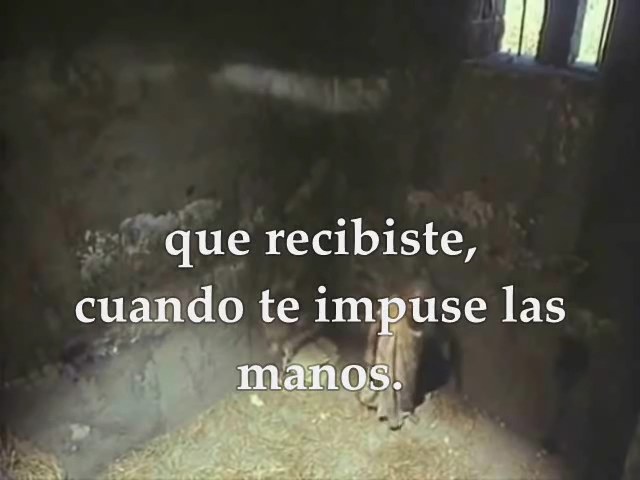 que recibiste,
cuando te impuse las
manos.